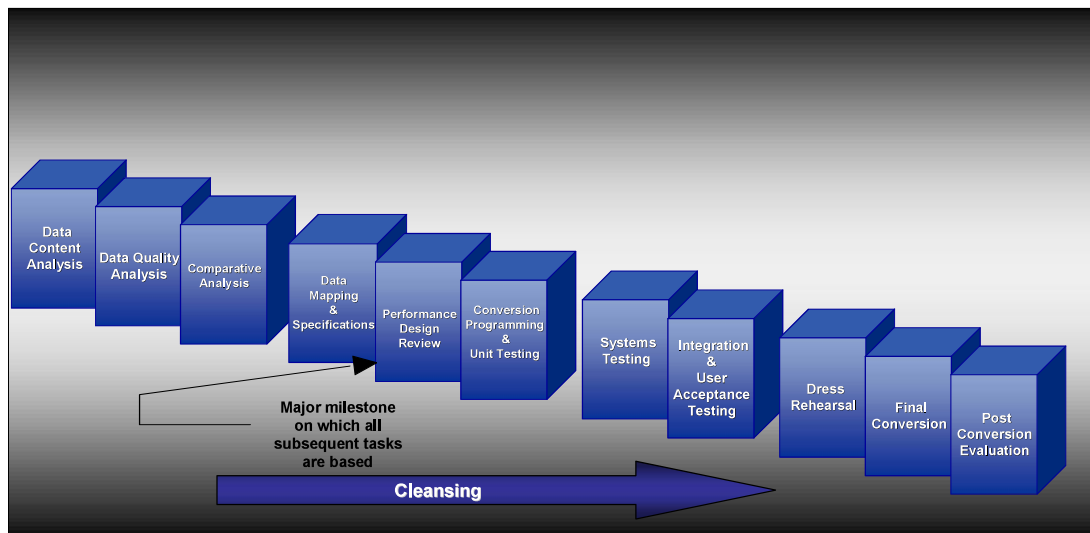 Data
Content
Analysis
Data Quality
Analysis
Comparative
Analysis
Data
Mapping
&
Specifications
Performance
Design
Review
Conversion
Programming
&
Unit Testing
Systems
Testing
Integration
&
User
Acceptance
Testing
Dress
Rehearsal
Final
Conversion
Post
Conversion
Evaluation
Major milestone
on which all
subsequent tasks
are based
Cleansing